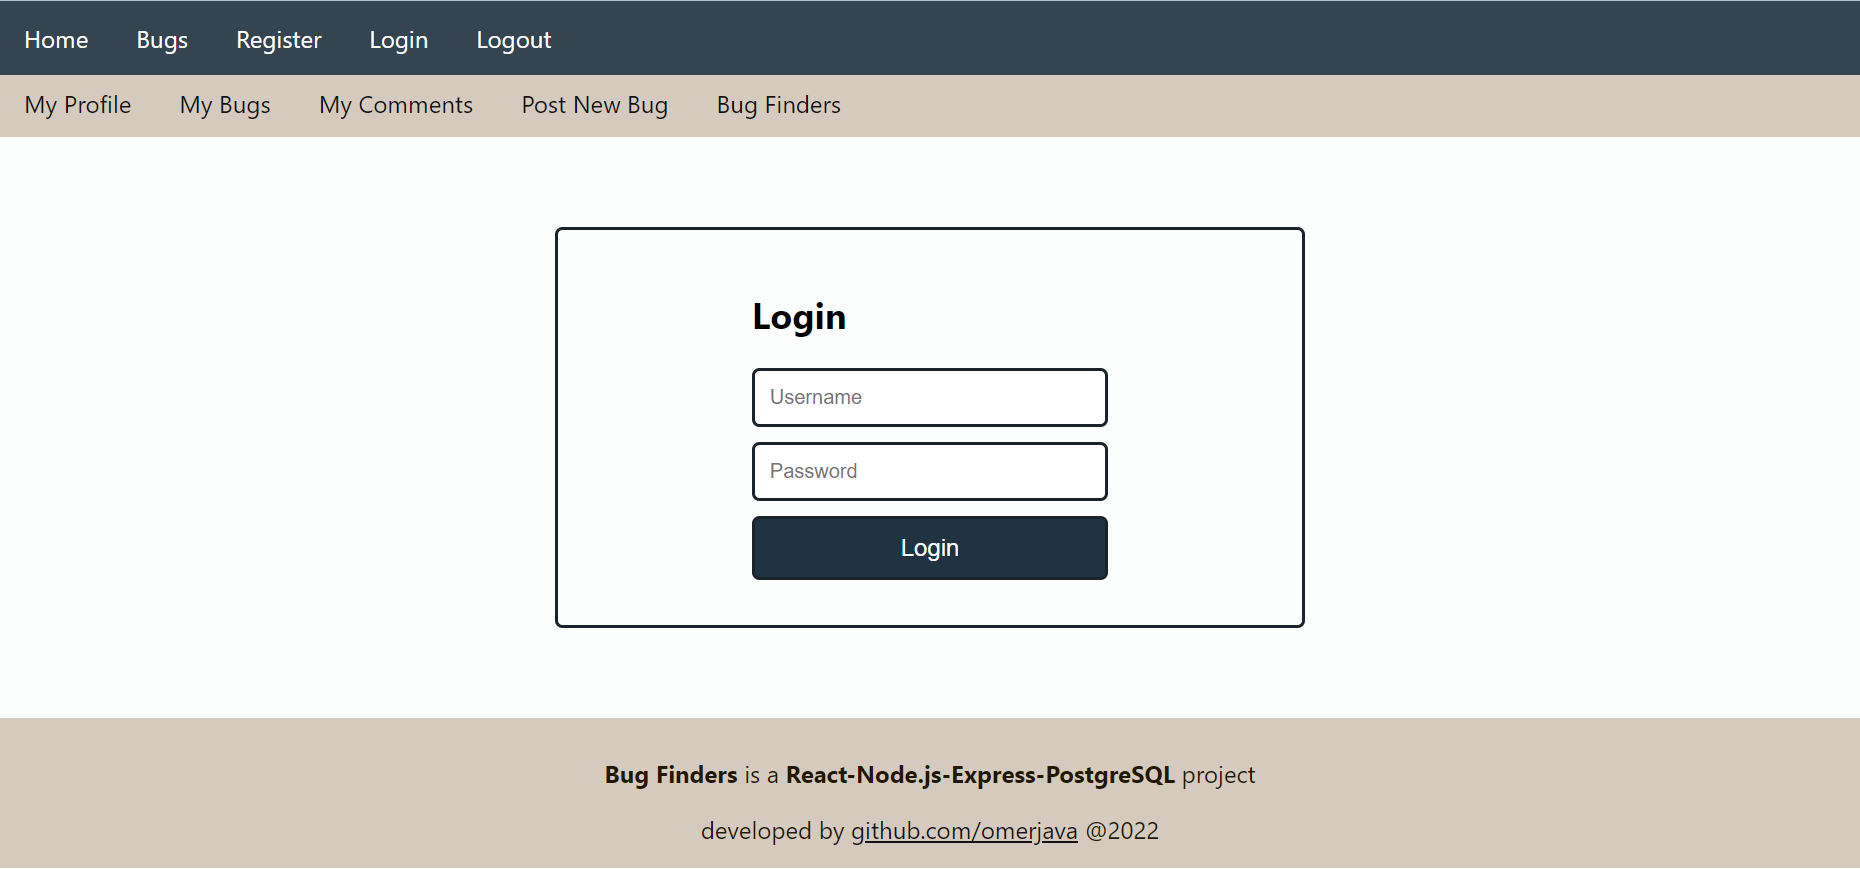 Home Bugs Register Login Logout
My Profile My Bugs My Comments Post New Bug Bug Finders
Login
Username
Password
Login
Bug Finders is a React-Node.js-Express-PostgreSQL project
developed by github.com/omerjava @2022